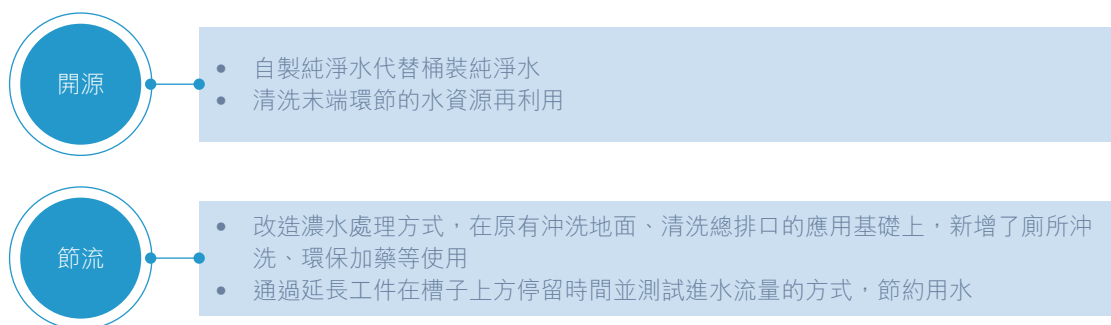 開源
• 自製純淨水代替桶裝純淨水
• 清洗末端環節的水資源再利用
節流
• 改造濃水處理方式，在原有沖洗地面、清洗總排口的應用基礎上，新增了廁所沖
洗、環保加藥等使用
• 通過延長工件在槽子上方停留時間並測試進水流量的方式，節約用水